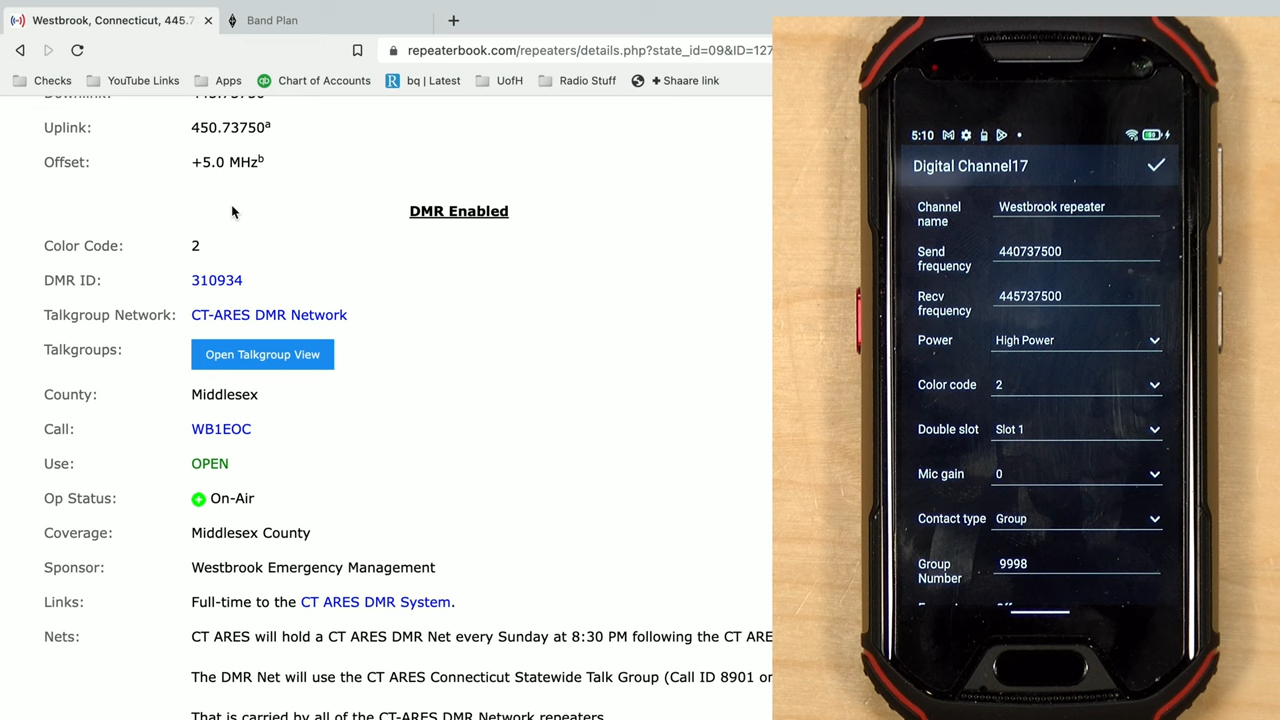 Westbrook, Connecticut, 445.7
Band Plan
repeaterbook.com/repeaters/details.php?state_id=09&ID=127
Checks
YouTube Links
Apps
Chart of Accounts
bq | Latest
UofH
Radio Stuff
+ Shaare link
Uplink: 450.73750a
Offset: +5.0 MHzb
DMR Enabled
Color Code: 2
DMR ID: 310934
Talkgroup Network: CT-ARES DMR Network
Talkgroups: Open Talkgroup View
County: Middlesex
Call: WB1EOC
Use: OPEN
Op Status: On-Air
Coverage: Middlesex County
Sponsor: Westbrook Emergency Management
Links: Full-time to the CT ARES DMR System.
Nets: CT ARES will hold a CT ARES DMR Net every Sunday at 8:30 PM following the CT ARE
The DMR Net will use the CT ARES Connecticut Statewide Talk Group (Call ID 8901 or
That is carried by all of the CT-ARES DMR Network repeaters
5:10
Digital Channel17
Channel name Westbrook repeater
Send frequency 440737500
Recv frequency 445737500
Power High Power
Color code 2
Double slot Slot 1
Mic gain 0
Contact type Group
Group Number 9998